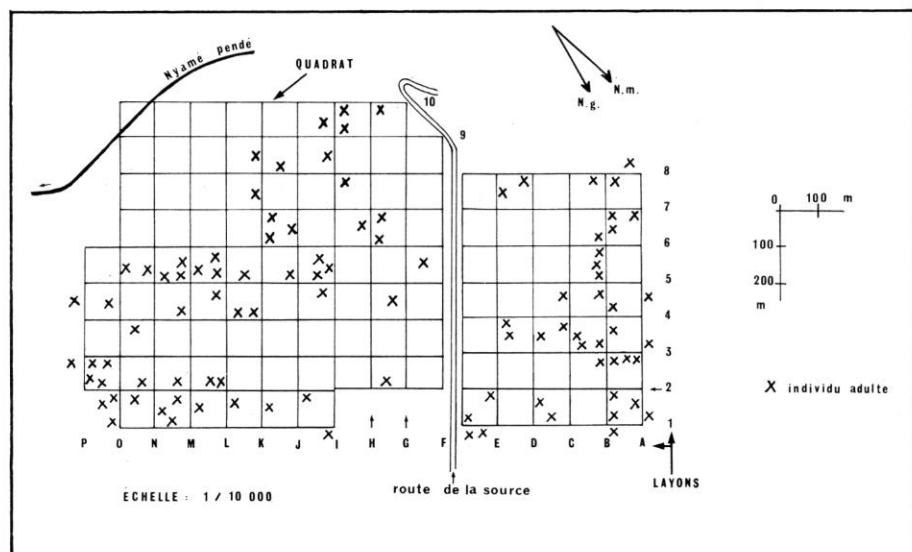 Nyamé pendé
QUADRAT
N.m.
N.g.
10
9
8
7
6
5
4
3
2
1
0 100 m
100
200
m
X individu adulte
P O N M L K J I H G F E D C B A
LAYONS
ECHELLE : 1 / 10 000
route de la source